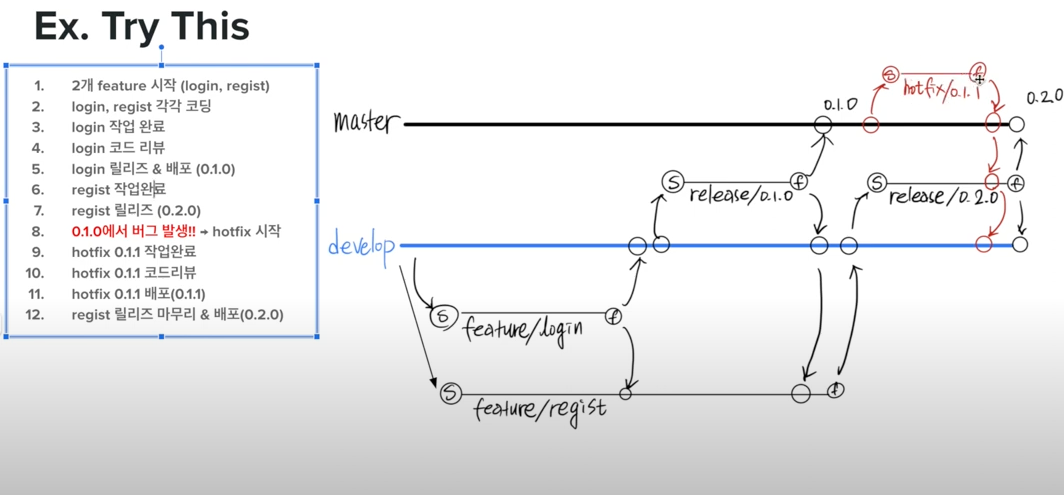 Ex. Try This
1. 2개 feature 시작 (login, regist)
2. login, regist 각각 코딩
3. login 작업 완료
4. login 코드 리뷰
5. login 릴리즈 & 배포 (0.1.0)
6. regist 작업완료
7. regist 릴리즈 (0.2.0)
8. 0.1.0에서 버그 발생!! → hotfix 시작
9. hotfix 0.1.1 작업완료
10. hotfix 0.1.1 코드리뷰
11. hotfix 0.1.1 배포(0.1.1)
12. regist 릴리즈 마무리 & 배포(0.2.0)
S f
hotfix/0.1.1
0.1.0
0.2.0
master
S f
release/0.1.0
S f
release/0.2.0
develop
S f
feature/login
S f
feature/regist